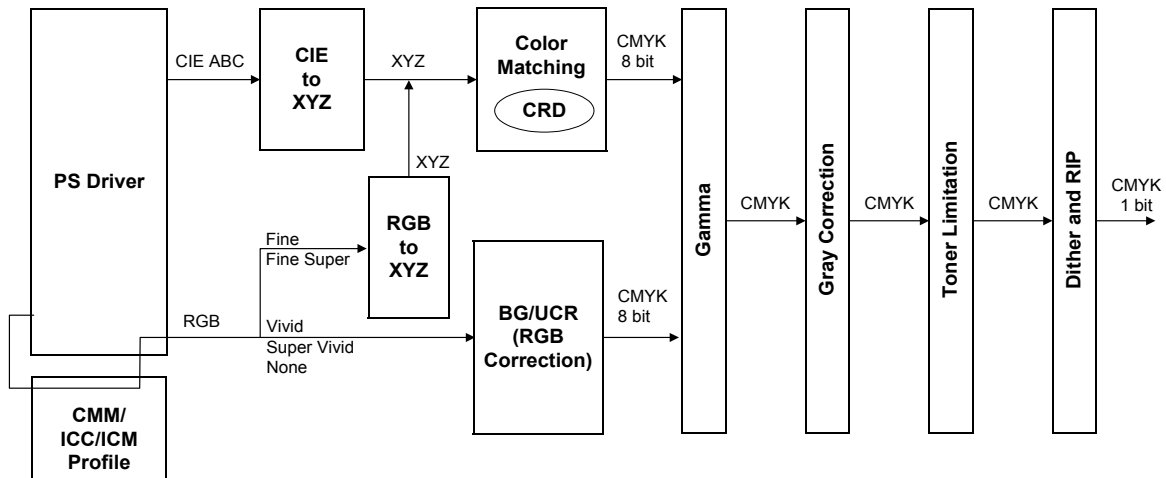 PS Driver
CIE ABC
CIE
to
XYZ
XYZ
Color
Matching
CRD
CMYK
8 bit
XYZ
RGB
to
XYZ
Fine
Fine Super
RGB
Vivid
Super Vivid
None
BG/UCR
(RGB
Correction)
CMYK
8 bit
CMM/
ICC/ICM
Profile
Gamma
CMYK
Gray Correction
CMYK
Toner Limitation
CMYK
Dither and RIP
CMYK
1 bit